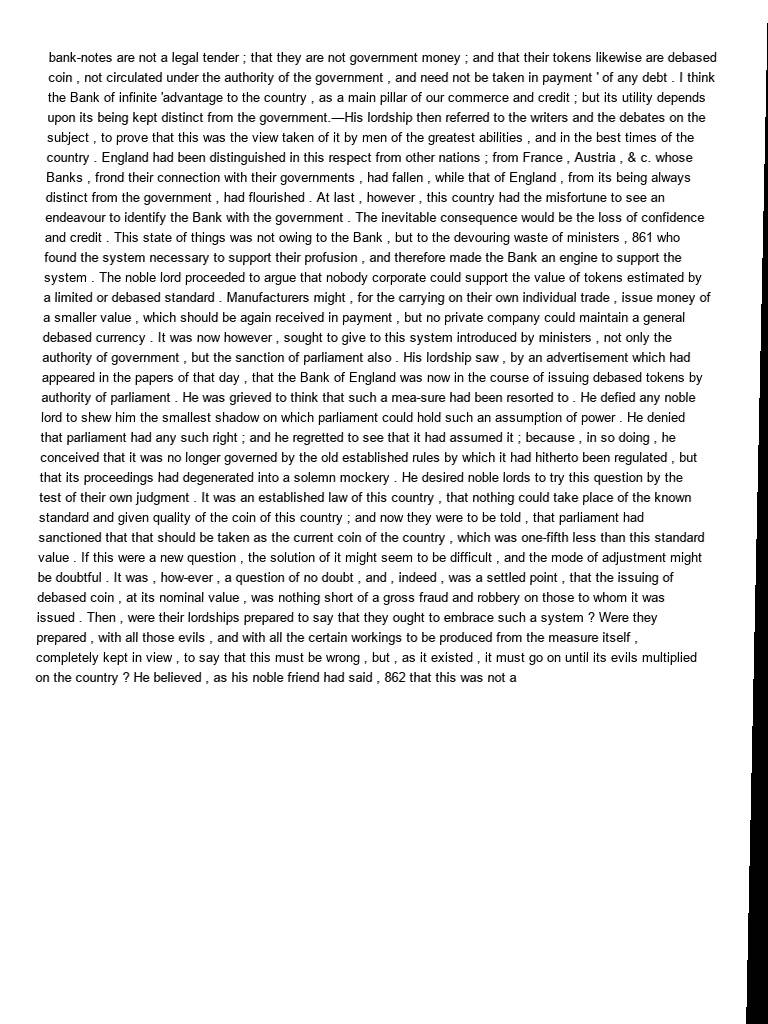 bank-notes are not a legal tender ; that they are not government money ; and that their tokens likewise are debased
coin , not circulated under the authority of the government , and need not be taken in payment ' of any debt . I think
the Bank of infinite 'advantage to the country , as a main pillar of our commerce and credit ; but its utility depends
upon its being kept distinct from the government.—His lordship then referred to the writers and the debates on the
subject , to prove that this was the view taken of it by men of the greatest abilities , and in the best times of the
country . England had been distinguished in this respect from other nations ; from France , Austria , & c. whose
Banks , frond their connection with their governments , had fallen , while that of England , from its being always
distinct from the government , had flourished . At last , however , this country had the misfortune to see an
endeavour to identify the Bank with the government . The inevitable consequence would be the loss of confidence
and credit . This state of things was not owing to the Bank , but to the devouring waste of ministers , 861 who
found the system necessary to support their profusion , and therefore made the Bank an engine to support the
system . The noble lord proceeded to argue that nobody corporate could support the value of tokens estimated by
a limited or debased standard . Manufacturers might , for the carrying on their own individual trade , issue money of
a smaller value , which should be again received in payment , but no private company could maintain a general
debased currency . It was now however , sought to give to this system introduced by ministers , not only the
authority of government , but the sanction of parliament also . His lordship saw , by an advertisement which had
appeared in the papers of that day , that the Bank of England was now in the course of issuing debased tokens by
authority of parliament . He was grieved to think that such a mea-sure had been resorted to . He defied any noble
lord to shew him the smallest shadow on which parliament could hold such an assumption of power . He denied
that parliament had any such right ; and he regretted to see that it had assumed it ; because , in so doing , he
conceived that it was no longer governed by the old established rules by which it had hitherto been regulated , but
that its proceedings had degenerated into a solemn mockery . He desired noble lords to try this question by the
test of their own judgment . It was an established law of this country , that nothing could take place of the known
standard and given quality of the coin of this country ; and now they were to be told , that parliament had
sanctioned that that should be taken as the current coin of the country , which was one-fifth less than this standard
value . If this were a new question , the solution of it might seem to be difficult , and the mode of adjustment might
be doubtful . It was , how-ever , a question of no doubt , and , indeed , was a settled point , that the issuing of
debased coin , at its nominal value , was nothing short of a gross fraud and robbery on those to whom it was
issued . Then , were their lordships prepared to say that they ought to embrace such a system ? Were they
prepared , with all those evils , and with all the certain workings to be produced from the measure itself ,
completely kept in view , to say that this must be wrong , but , as it existed , it must go on until its evils multiplied
on the country ? He believed , as his noble friend had said , 862 that this was not a